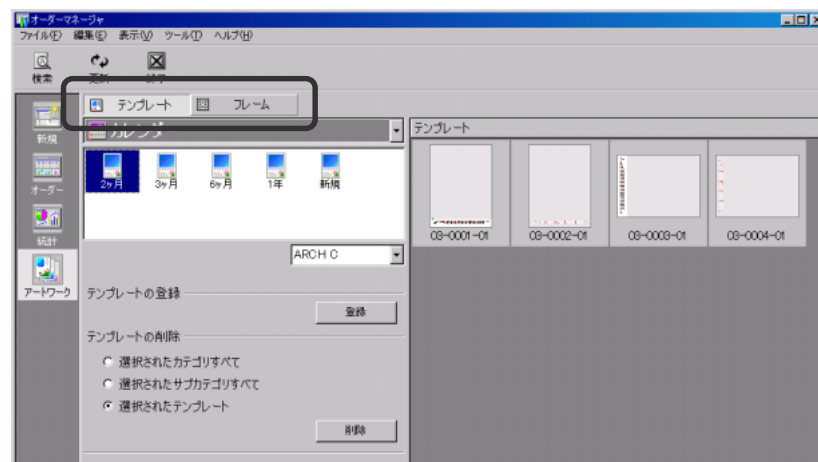 オーダーマネージャ
ファイル(F) 編集(E) 表示(V) ツール(T) ヘルプ(H)
検索 更新 終了
テンプレート フレーム
新規
カレンダ
テンプレート
2ヶ月 3ヶ月 6ヶ月 1年 新規
オーダー
統計
03-0001-01 03-0002-01 03-0003-01 03-0004-01
ARCH C
アートワーク
テンプレートの登録
登録
テンプレートの削除
選択されたカテゴリすべて
選択されたサブカテゴリすべて
選択されたテンプレート
削除